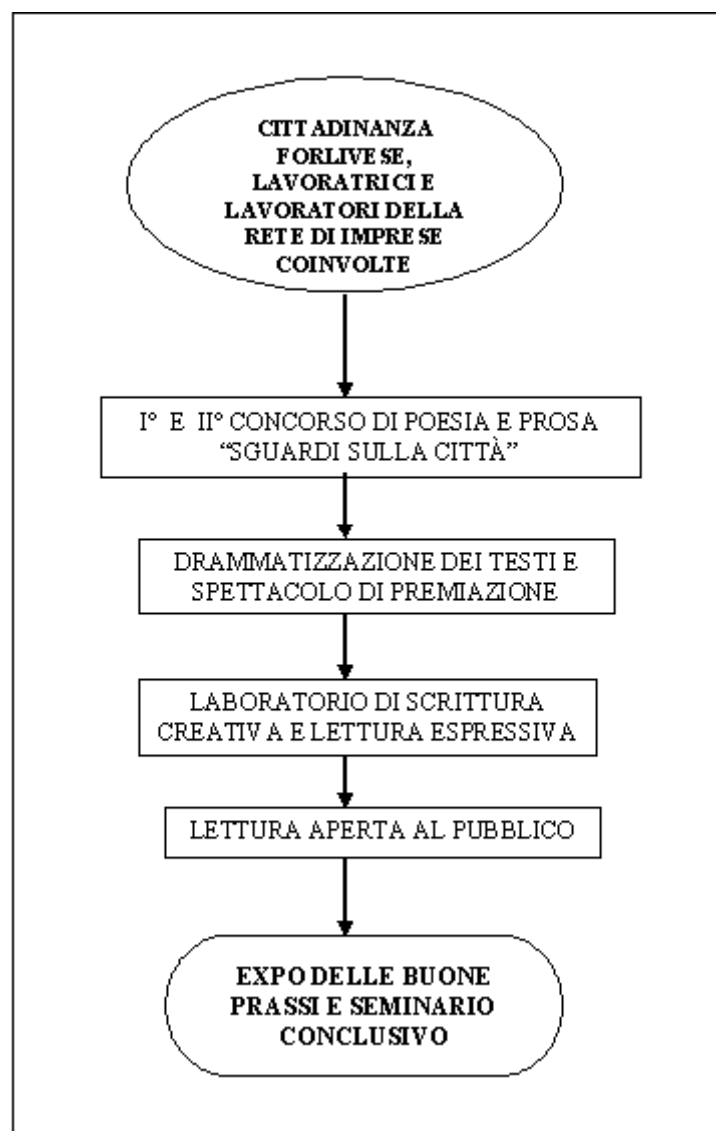 CITTADINANZA
FORLIVESE,
LAVORATRICI E
LAVORATORI DELLA
RETE DI IMPRESE
COINVOLTE
I° E II° CONCORSO DI POESIA E PROSA
“SGUARDI SULLA CITTÀ”
DRAMMATIZZAZIONE DEI TESTI E
SPETTACOLO DI PREMIAZIONE
LABORATORIO DI SCRITTURA
CREATIVA E LETTURA ESPRESSIVA
LETTURA APERTA AL PUBBLICO
EXPO DELLE BUONE
PRASSI E SEMINARIO
CONCLUSIVO